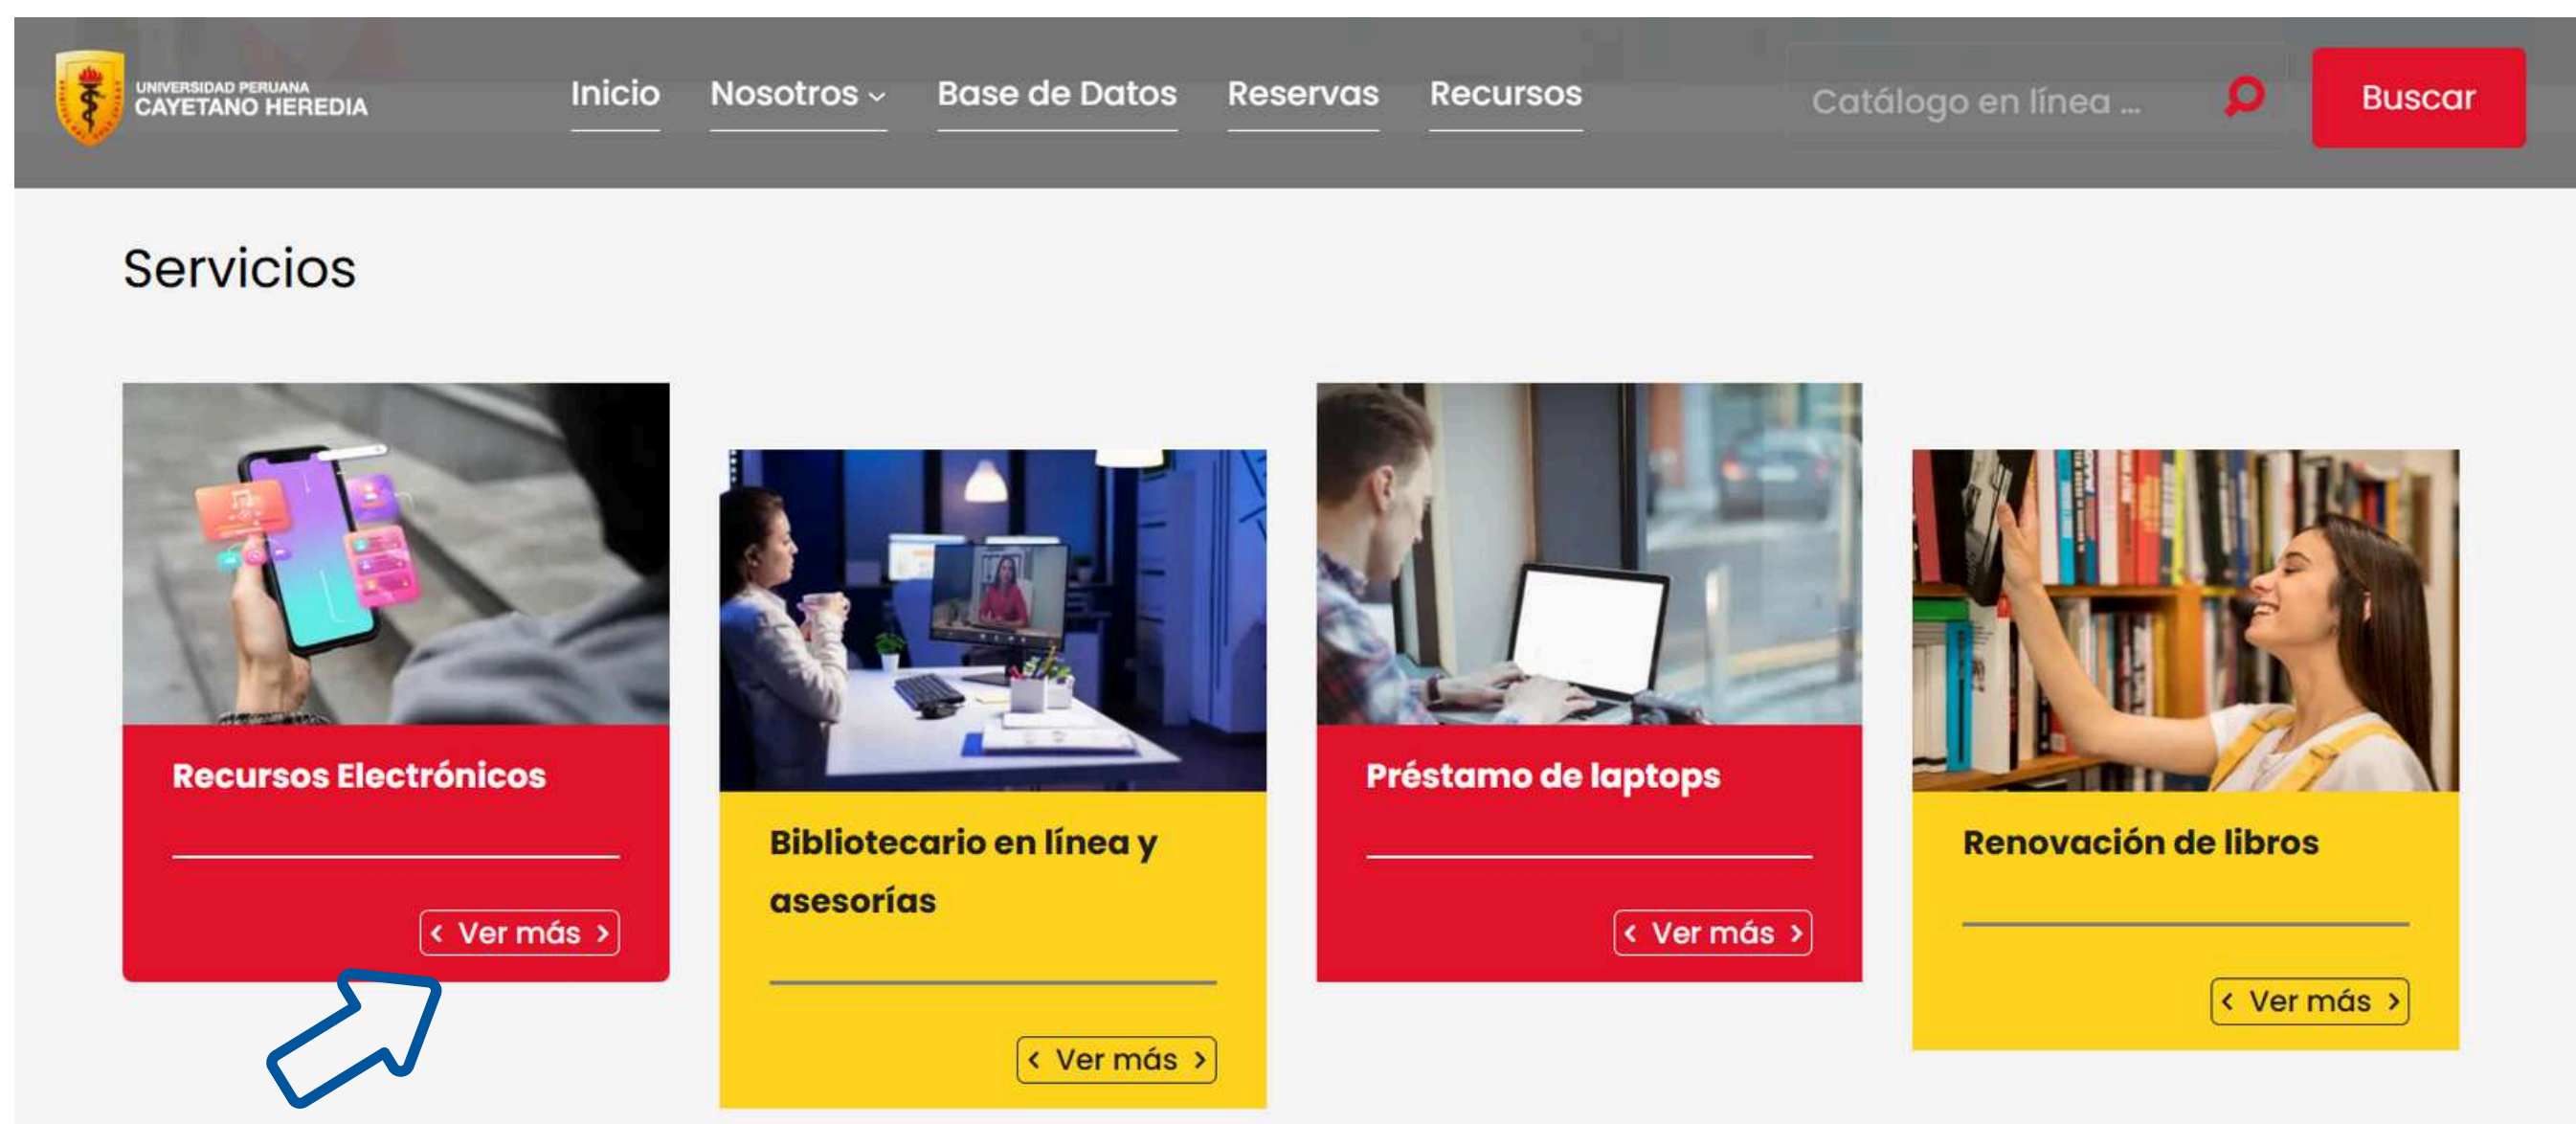 UNIVERSIDAD PERUANA
CAYETANO HEREDIA
Inicio Nosotros Base de Datos Reservas Recursos
Catálogo en línea ...
Buscar
Servicios
Recursos Electrónicos
< Ver más >
Bibliotecario en línea y
asesorías
< Ver más >
Préstamo de laptops
< Ver más >
Renovación de libros
< Ver más >